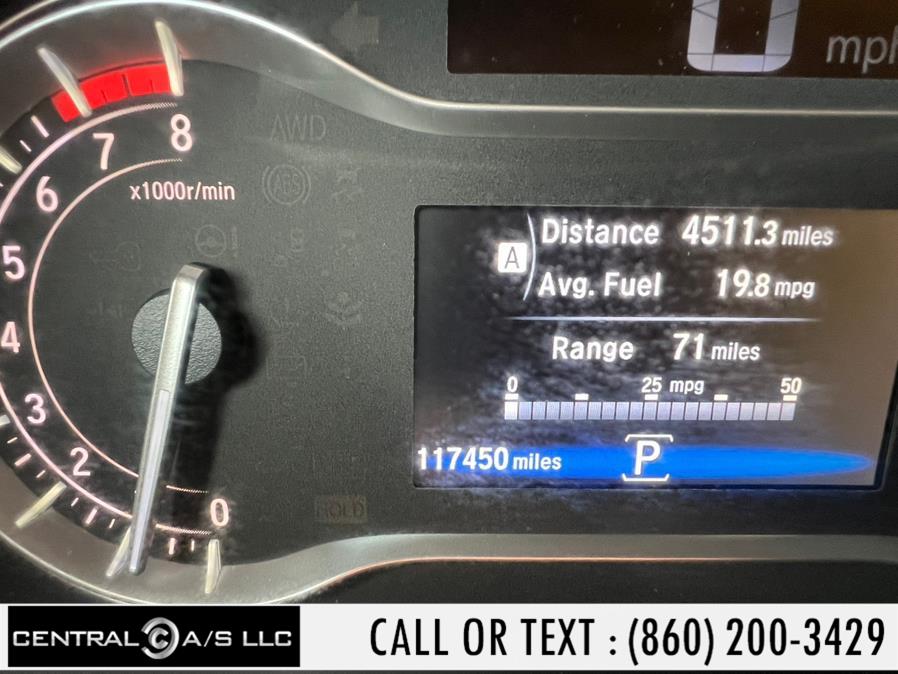 0 mph
8
7
6
5
4
3
2
0
x1000r/min
AWD
ABS
A
Distance 4511.3 miles
Avg. Fuel 19.8 mpg
Range 71 miles
0 25 mpg 50
117450 miles P
HOLD
CENTRAL C A/S LLC
CALL OR TEXT : (860) 200-3429